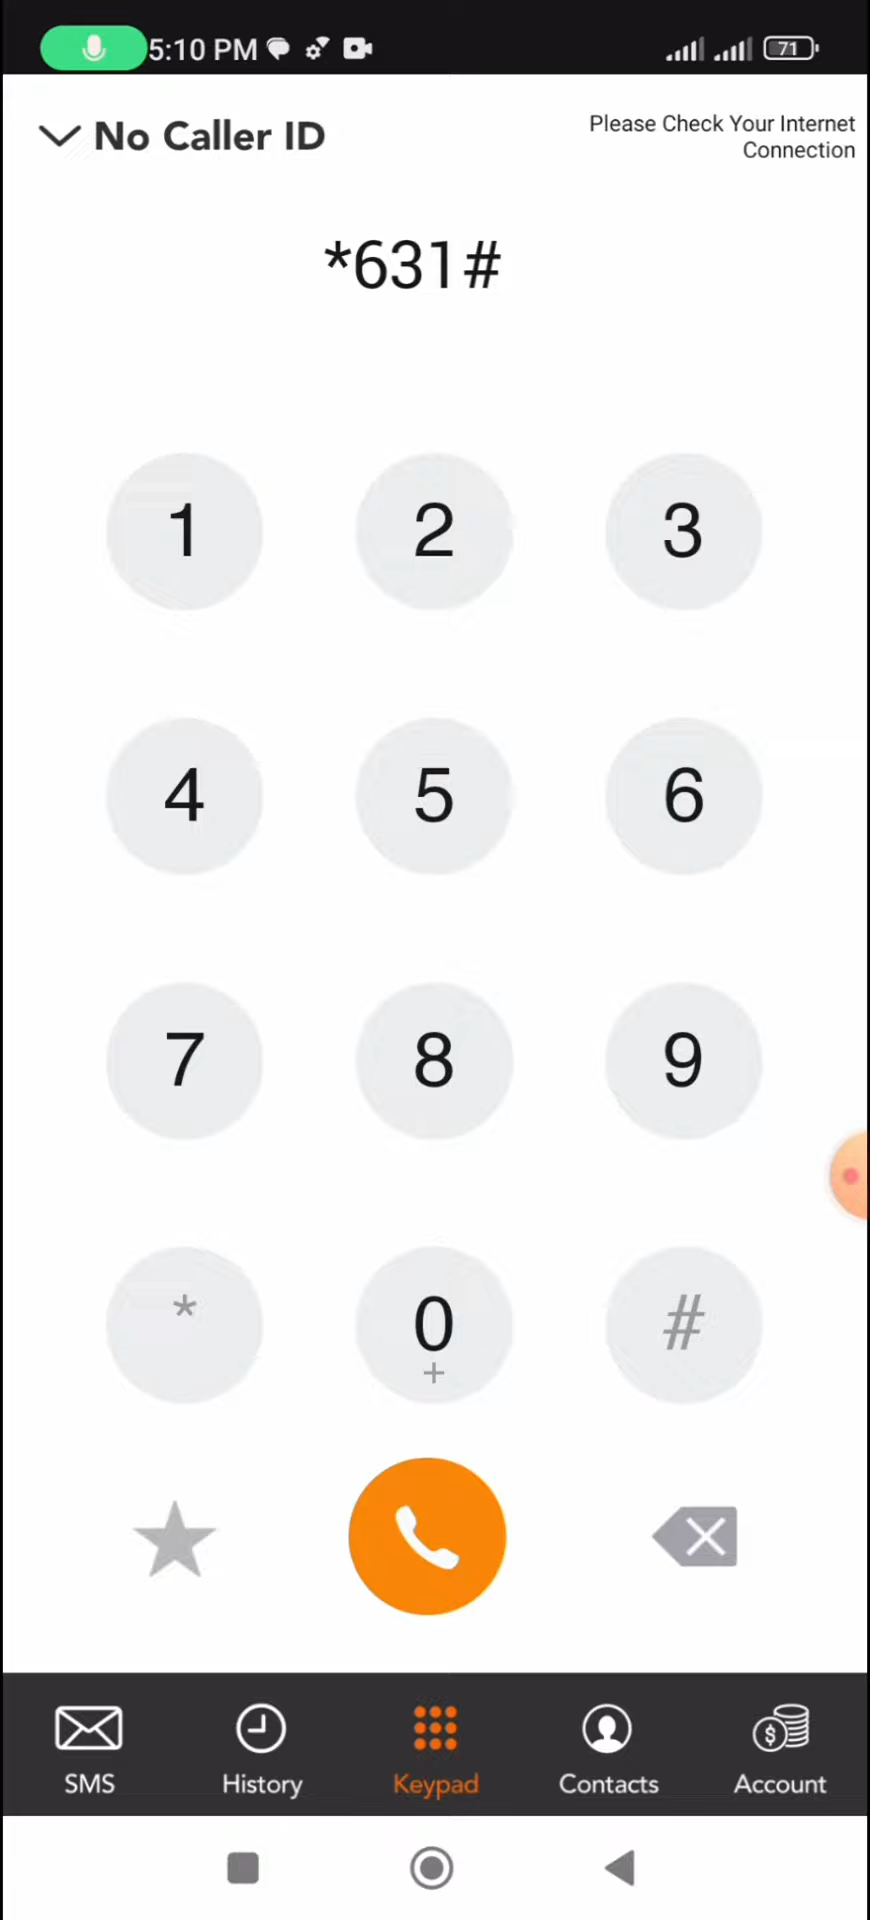 5:10 PM 71
No Caller ID
Please Check Your Internet
Connection
*631#
1 2 3
4 5 6
7 8 9
* 0 #
+
SMS History Keypad Contacts Account